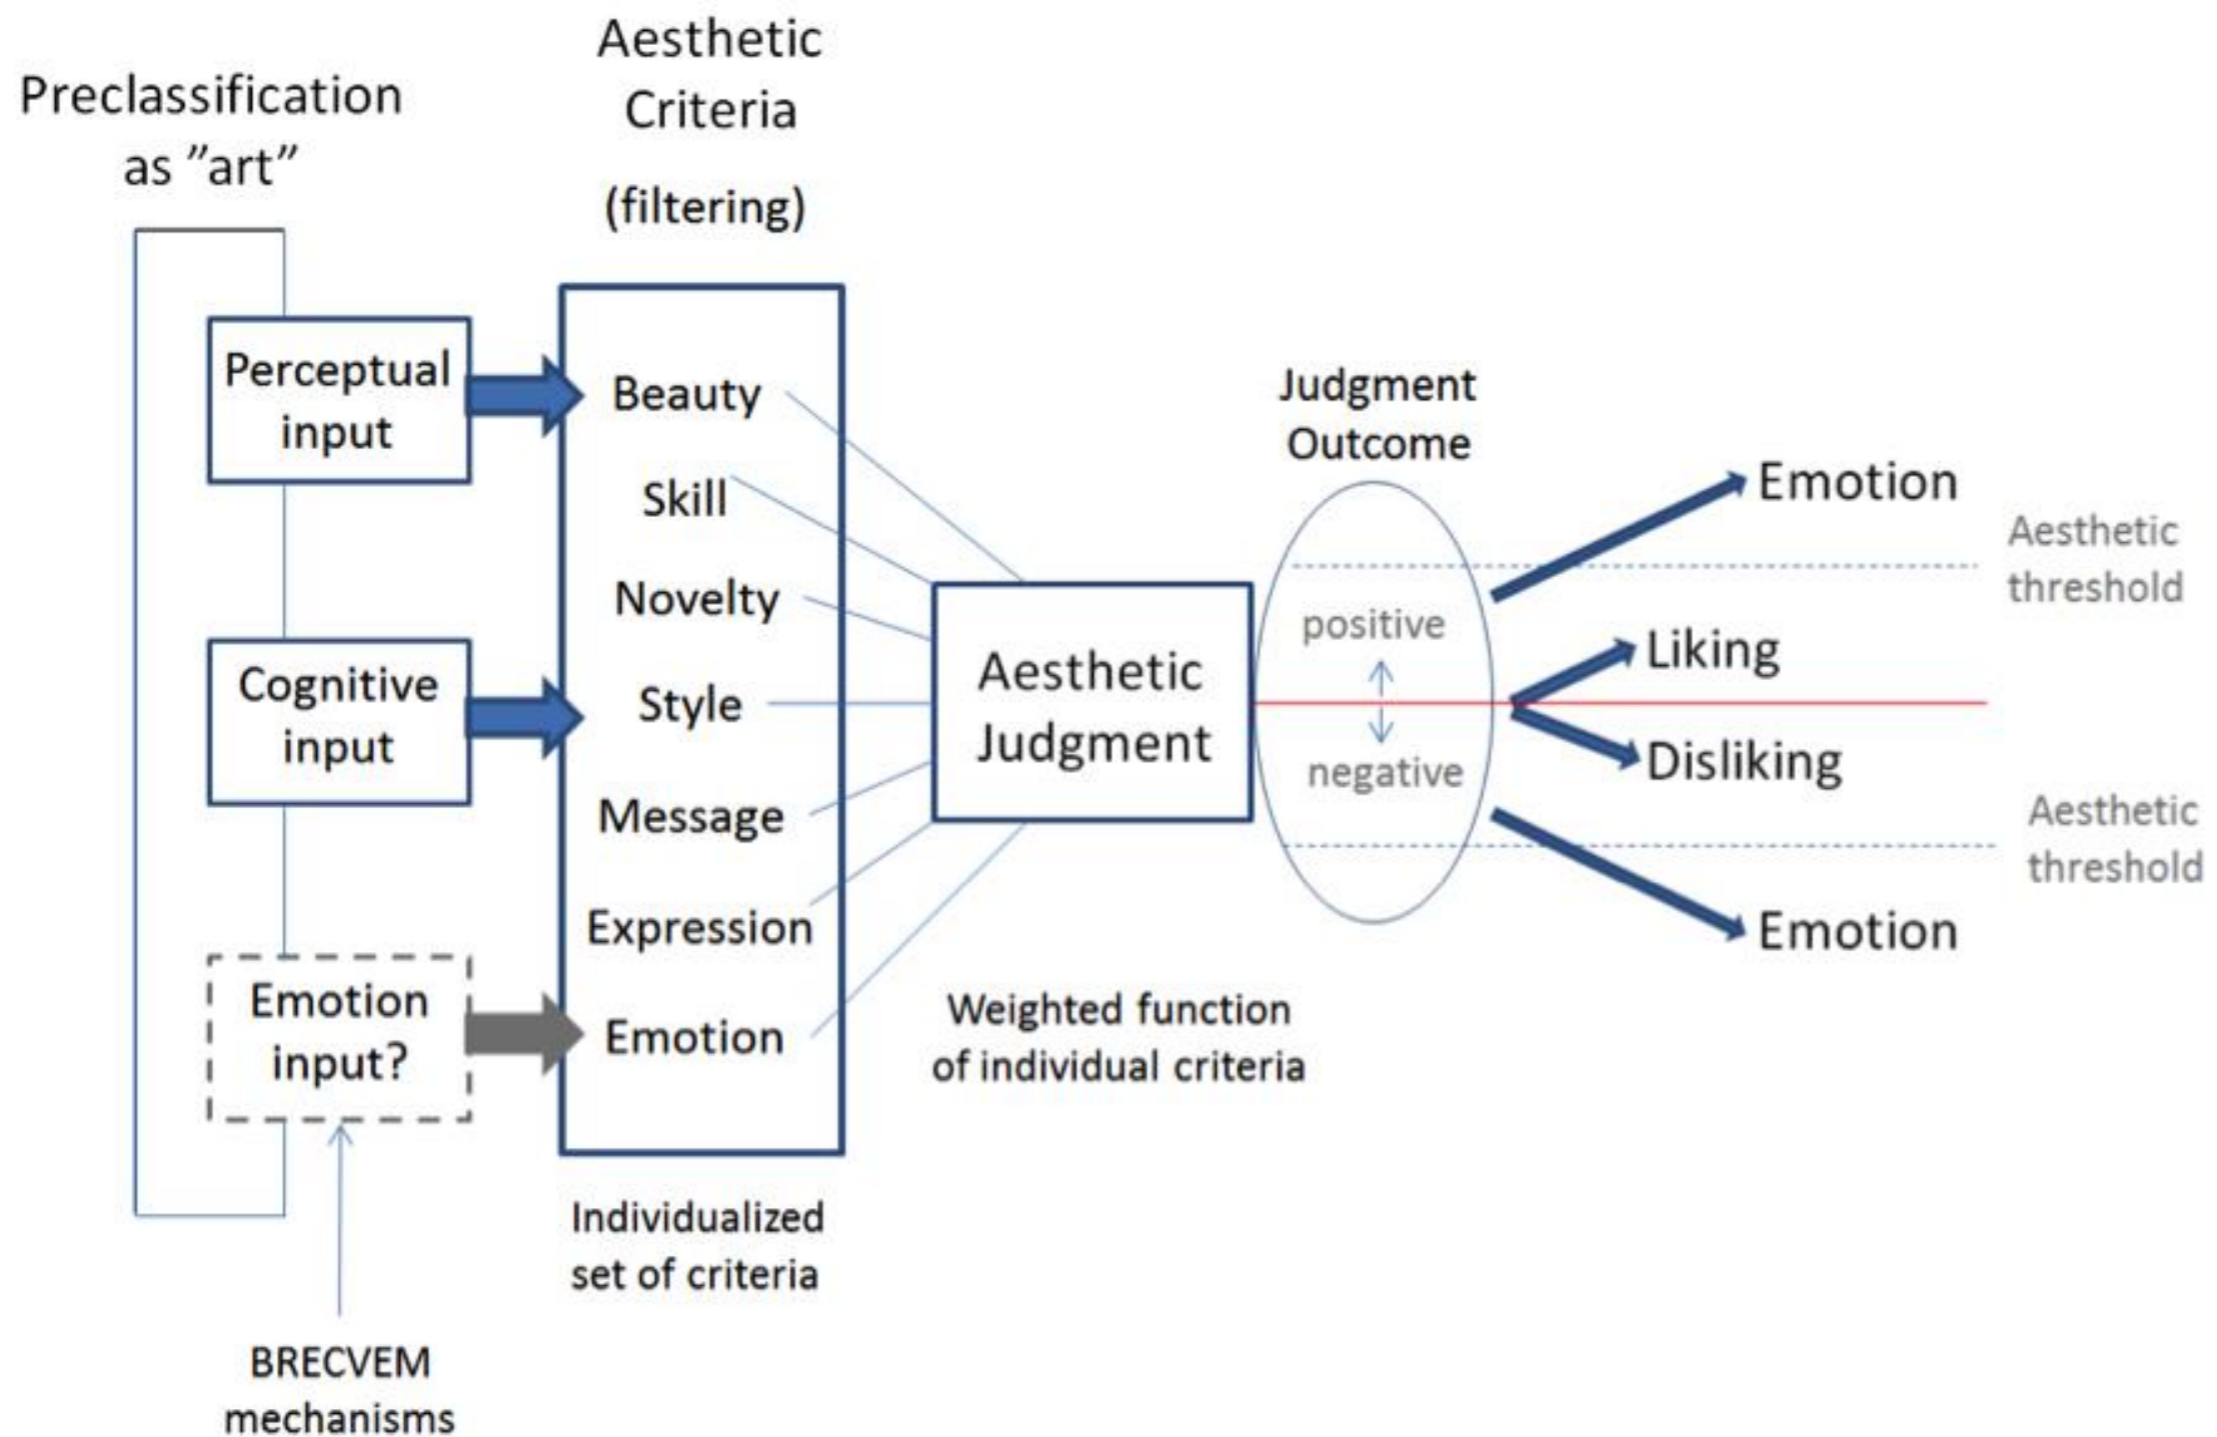 Preclassification
as ”art”
Aesthetic
Criteria
(filtering)
Perceptual
input
Cognitive
input
Emotion
input?
BRECVEM
mechanisms
Beauty
Skill
Novelty
Style
Message
Expression
Emotion
Individualized
set of criteria
Aesthetic
Judgment
Weighted function
of individual criteria
Judgment
Outcome
positive
negative
Emotion
Aesthetic
threshold
Liking
Disliking
Aesthetic
threshold
Emotion